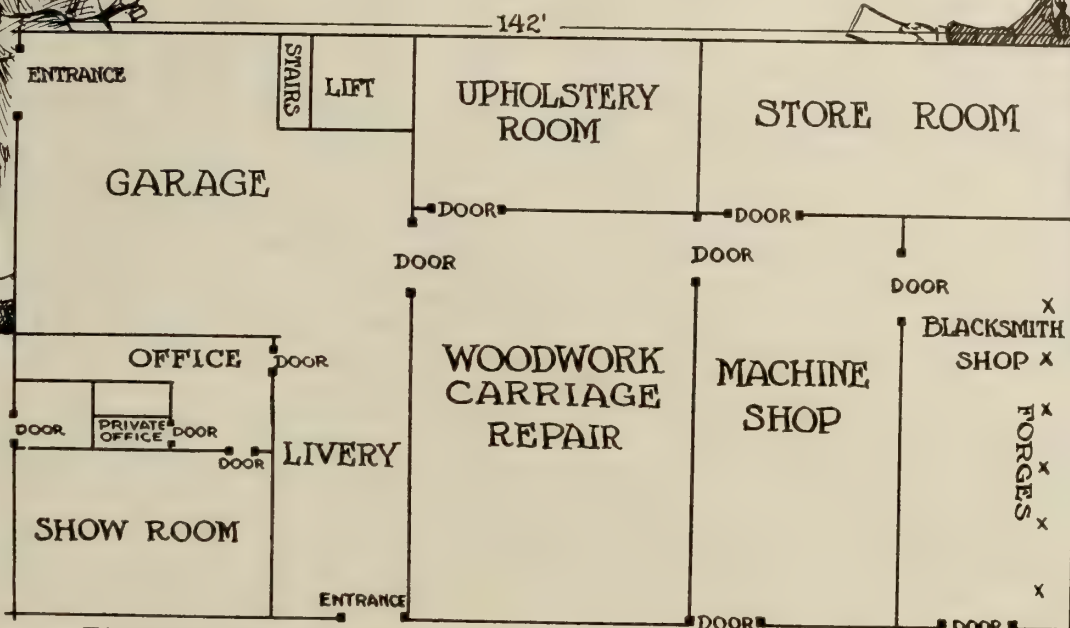 142'
ENTRANCE
STAIRS
LIFT
UPHOLSTERY
ROOM
STORE ROOM
GARAGE
DOOR
DOOR
DOOR
DOOR
DOOR
BLACKSMITH
SHOP
FORGES
OFFICE
DOOR
WOODWORK
CARRIAGE
REPAIR
MACHINE
SHOP
DOOR
PRIVATE
OFFICE
DOOR
DOOR
LIVERY
SHOW ROOM
ENTRANCE
DOOR
DOOR